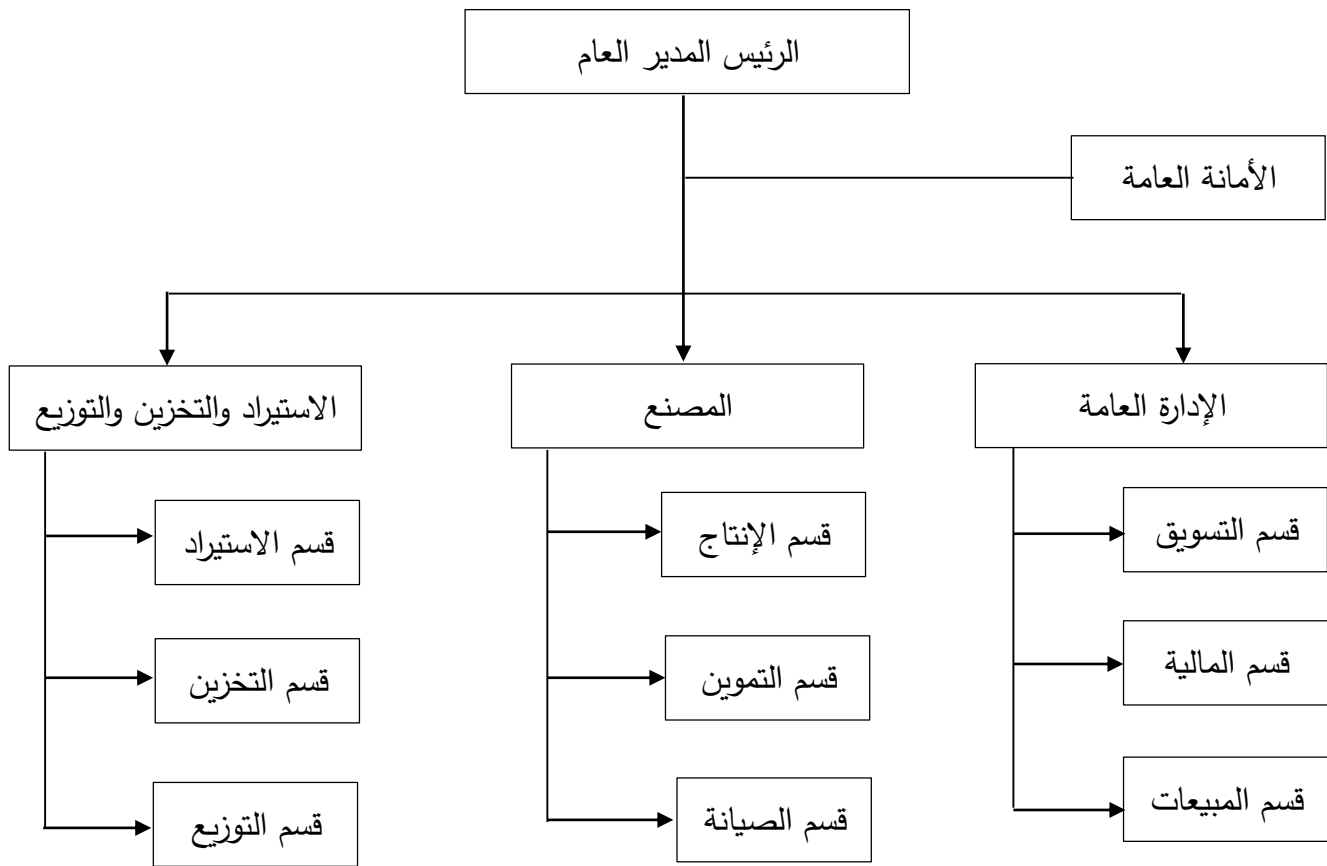 الرئيس المدير العام
الأمانة العامة
الإدارة العامة
المصنع
الاستيراد والتخزين والتوزيع
قسم التسويق
قسم الإنتاج
قسم الاستيراد
قسم المالية
قسم التموين
قسم التخزين
قسم المبيعات
قسم الصيانة
قسم التوزيع